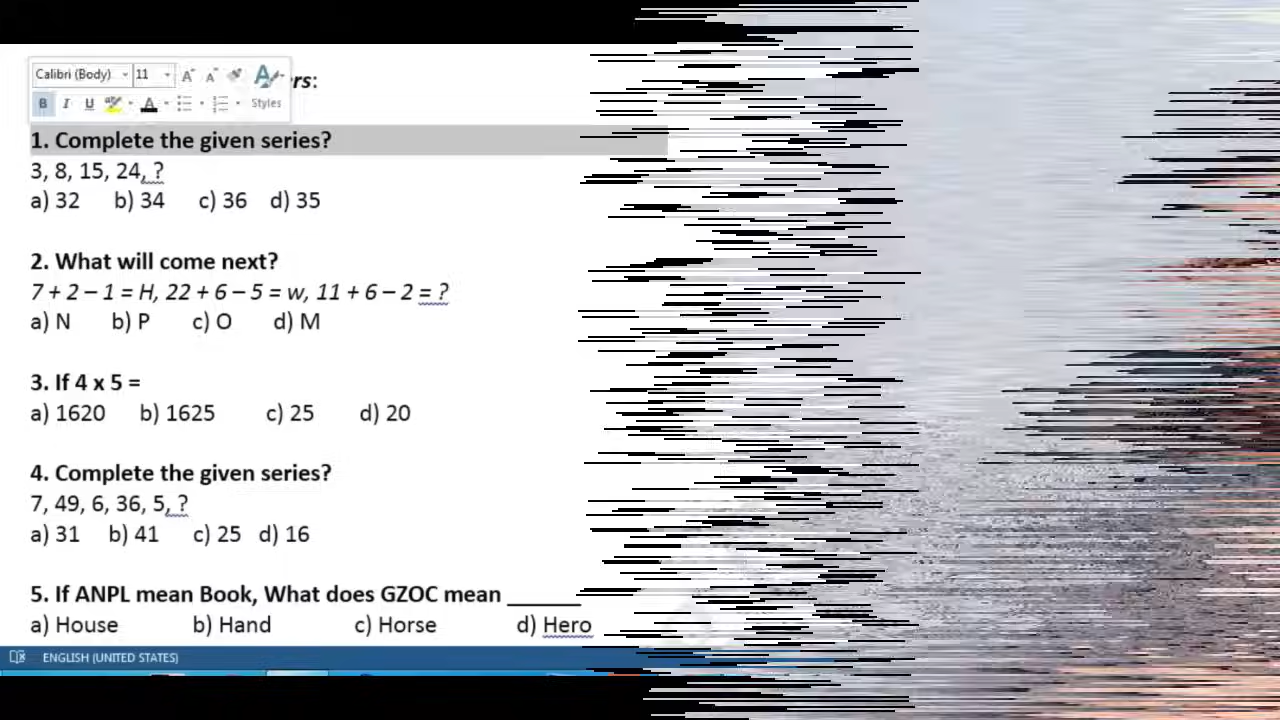 Calibri (Body) 11
rs:
B I U A Styles
1. Complete the given series?
3, 8, 15, 24, ?
a) 32 b) 34 c) 36 d) 35
2. What will come next?
7 + 2 – 1 = H, 22 + 6 – 5 = w, 11 + 6 – 2 = ?
a) N b) P c) O d) M
3. If 4 x 5 =
a) 1620 b) 1625 c) 25 d) 20
4. Complete the given series?
7, 49, 6, 36, 5, ?
a) 31 b) 41 c) 25 d) 16
5. If ANPL mean Book, What does GZOC mean ______
a) House b) Hand c) Horse d) Hero
ENGLISH (UNITED STATES)